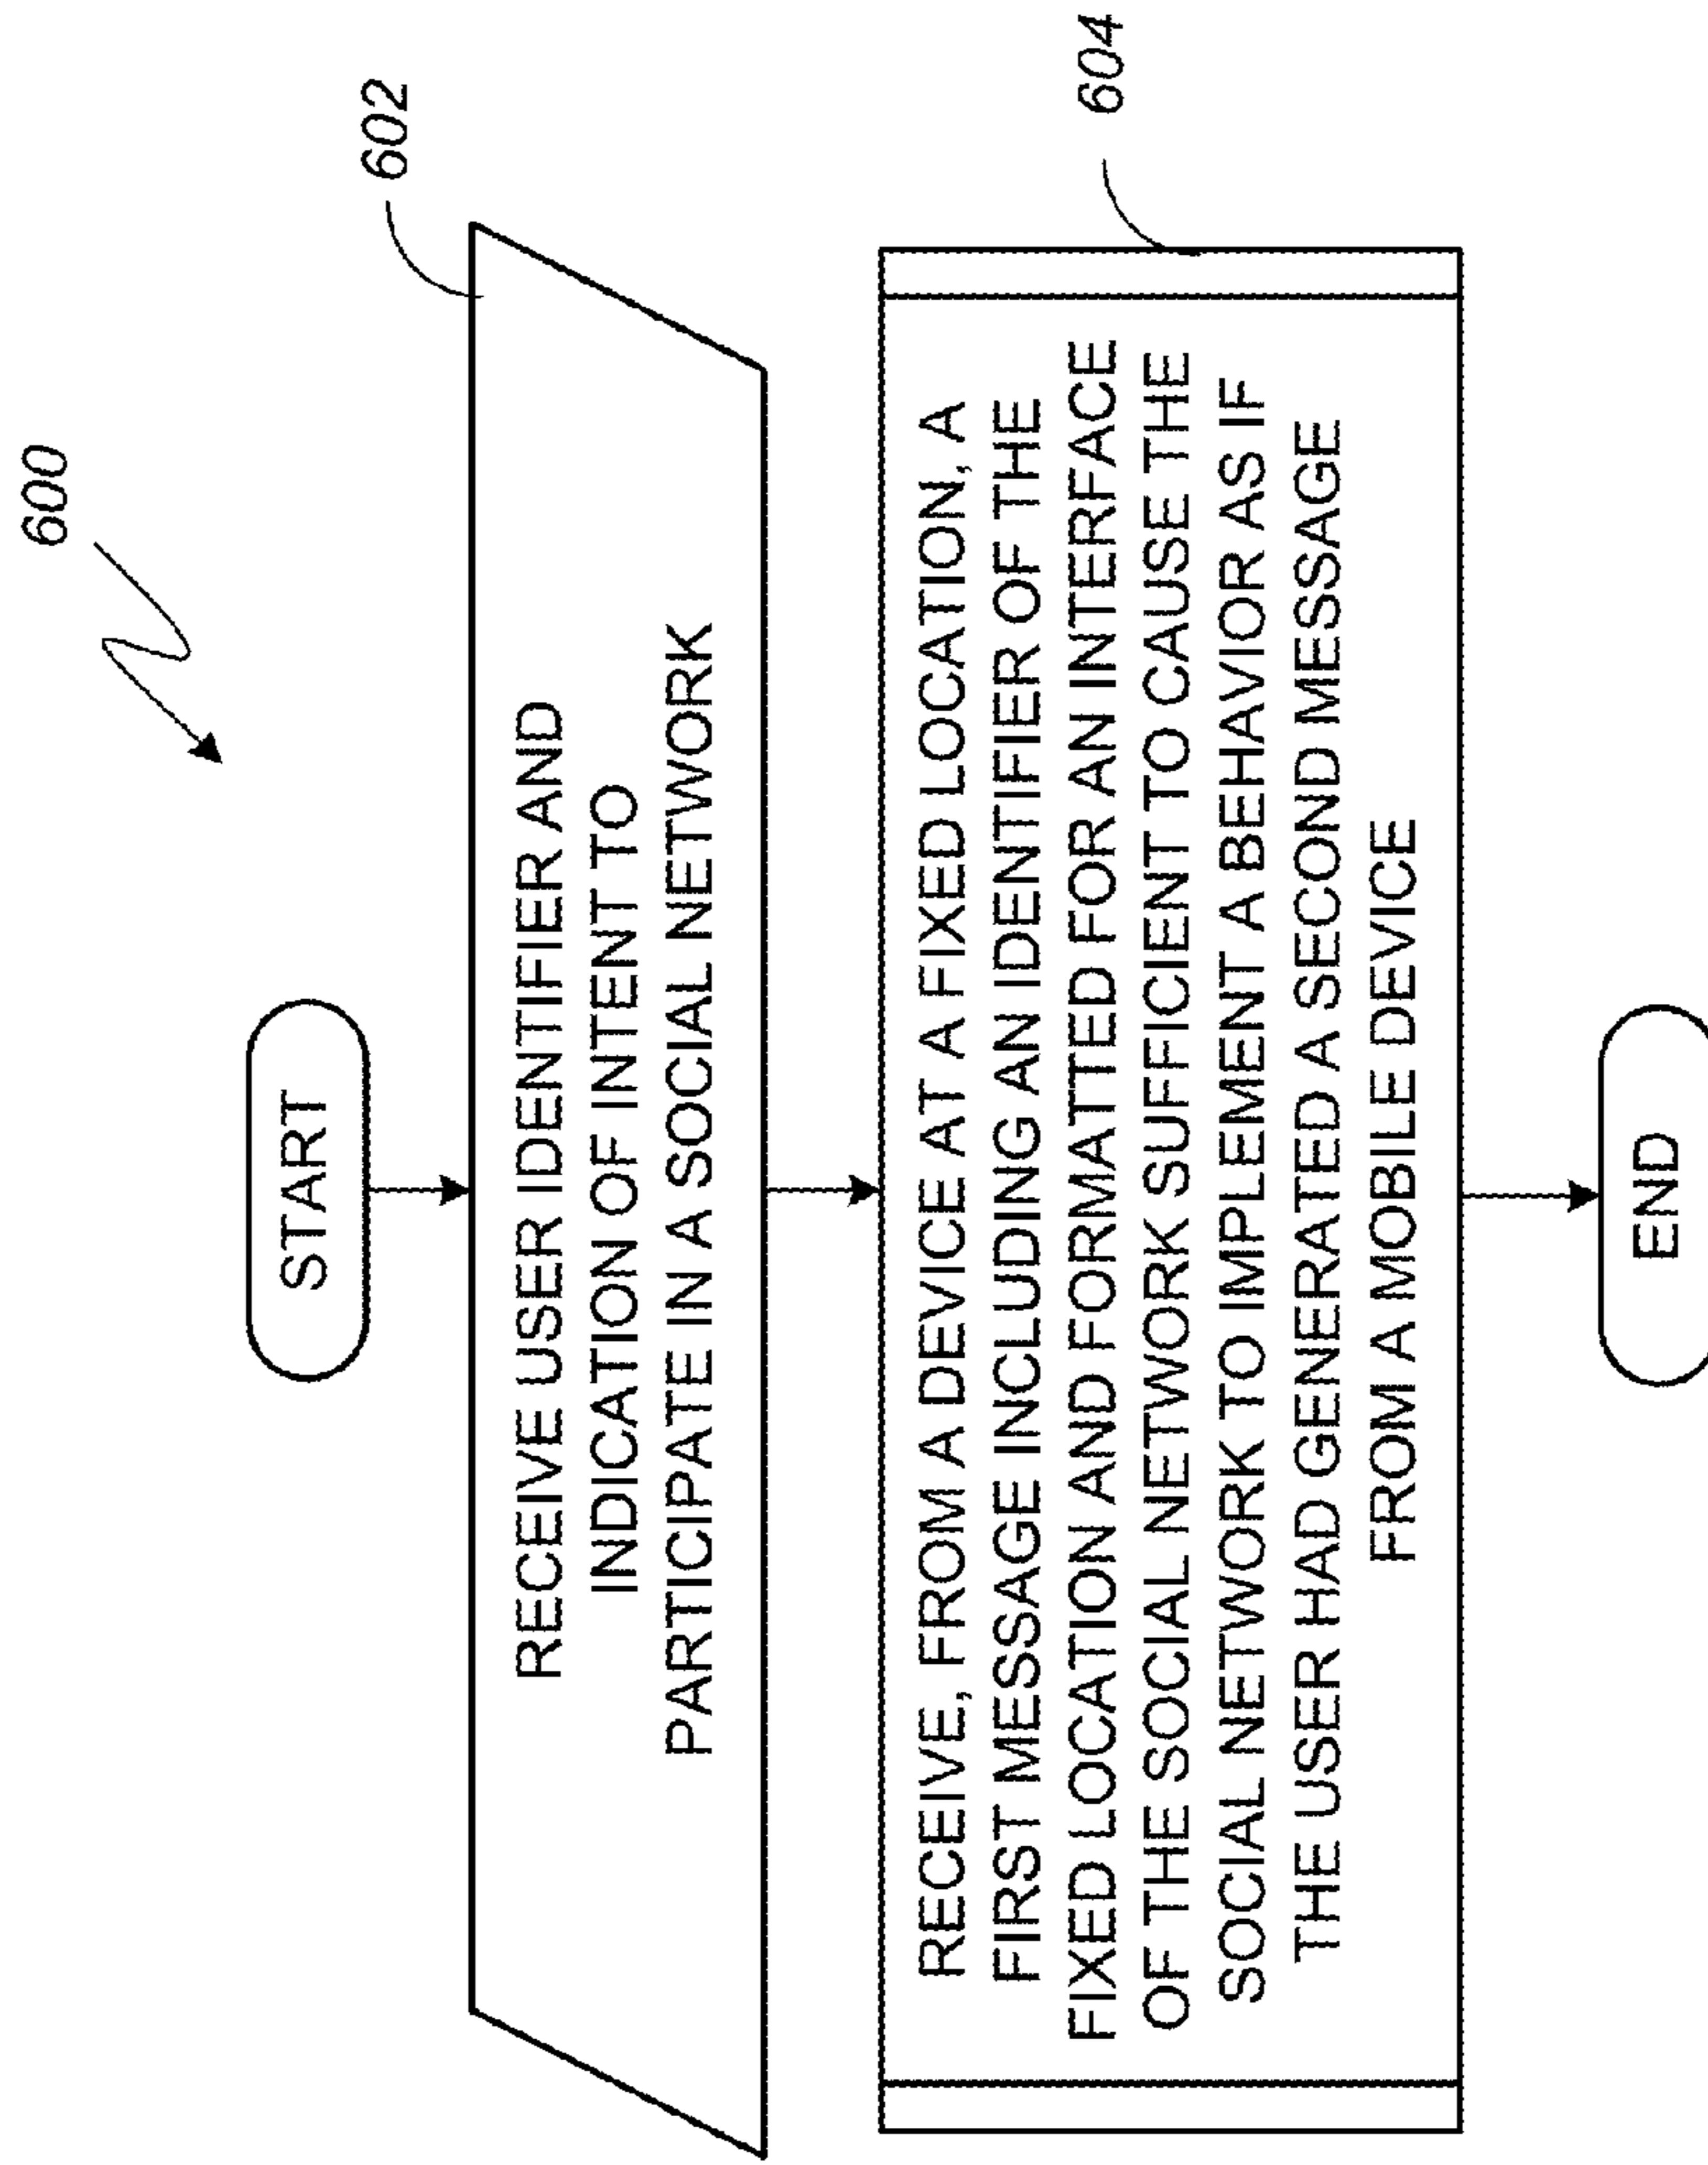 600
START
602
RECEIVE USER IDENTIFIER AND
INDICATION OF INTENT TO
PARTICIPATE IN A SOCIAL NETWORK
604
RECEIVE, FROM A DEVICE AT A FIXED LOCATION, A
FIRST MESSAGE INCLUDING AN IDENTIFIER OF THE
FIXED LOCATION AND FORMATTED FOR AN INTERFACE
OF THE SOCIAL NETWORK SUFFICIENT TO CAUSE THE
SOCIAL NETWORK TO IMPLEMENT A BEHAVIOR AS IF
THE USER HAD GENERATED A SECOND MESSAGE
FROM A MOBILE DEVICE
END